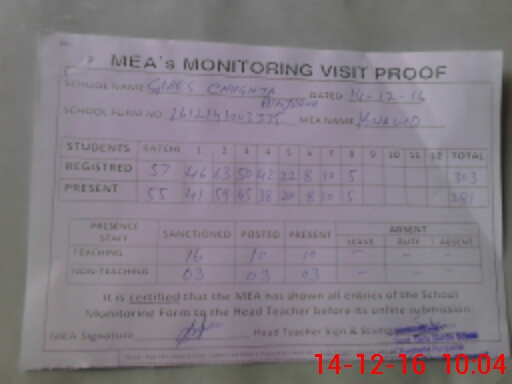 MEA's MONITORING VISIT PROOF
SCHOOL NAME GIRLS DATED 14-12-16
SCHOOL FORM NO. MEA NAME KHALID
STUDENTS KATCHI 1 2 3 4 5 6 7 8 9 10 11 12 TOTAL
REGISTRED 57 46 63 50 42 22 8 10 5 303
PRESENT 55 41 59 45 38 20 8 10 5 281
PRESENCE STAFF SANCTIONED POSTED PRESENT ABSENT
LEAVE DUTY ABSENT
TEACHING 16 10 10 - - -
NON-TEACHING 03 03 03 - - -
It is certified that the MEA has shown all entries of the School
Monitoring Form to the Head Teacher before its online submission.
MEA Signature Head Teacher Sign & Stamp
14-12-16 10:04